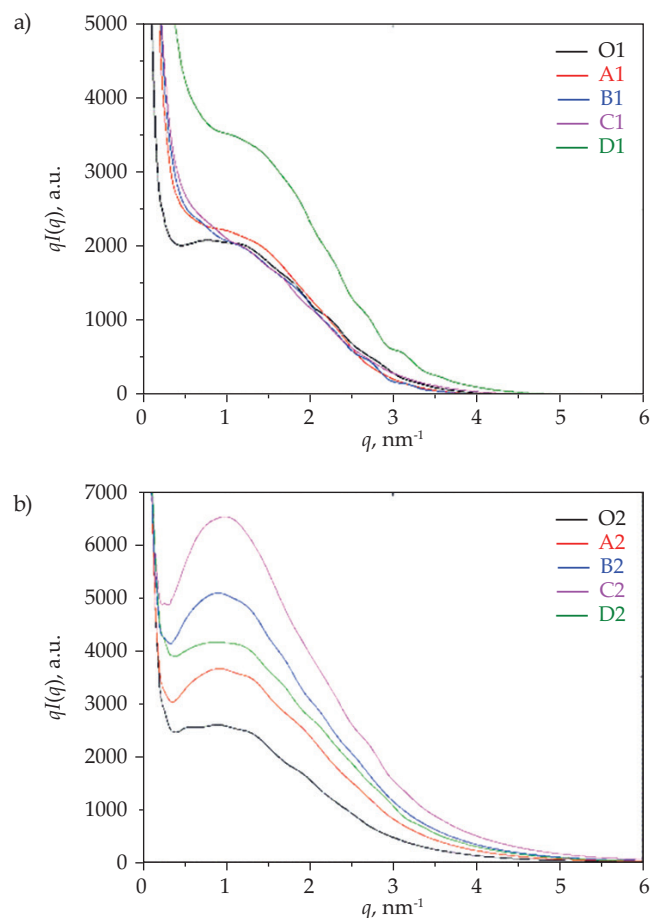 a)
5000
4000
3000
2000
1000
0
qI(q), a.u.
O1
A1
B1
C1
D1
0 1 2 3 4 5 6
q, nm⁻¹
b)
7000
6000
5000
4000
3000
2000
1000
0
qI(q), a.u.
O2
A2
B2
C2
D2
0 1 2 3 4 5 6
q, nm⁻¹